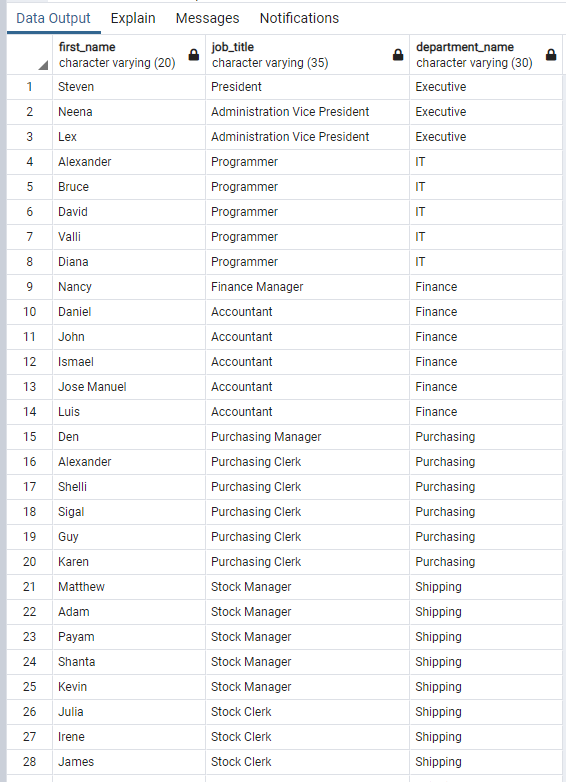 Data Output Explain Messages Notifications
first_name job_title department_name
character varying (20) character varying (35) character varying (30)
1 Steven President Executive
2 Neena Administration Vice President Executive
3 Lex Administration Vice President Executive
4 Alexander Programmer IT
5 Bruce Programmer IT
6 David Programmer IT
7 Valli Programmer IT
8 Diana Programmer IT
9 Nancy Finance Manager Finance
10 Daniel Accountant Finance
11 John Accountant Finance
12 Ismael Accountant Finance
13 Jose Manuel Accountant Finance
14 Luis Accountant Finance
15 Den Purchasing Manager Purchasing
16 Alexander Purchasing Clerk Purchasing
17 Shelli Purchasing Clerk Purchasing
18 Sigal Purchasing Clerk Purchasing
19 Guy Purchasing Clerk Purchasing
20 Karen Purchasing Clerk Purchasing
21 Matthew Stock Manager Shipping
22 Adam Stock Manager Shipping
23 Payam Stock Manager Shipping
24 Shanta Stock Manager Shipping
25 Kevin Stock Manager Shipping
26 Julia Stock Clerk Shipping
27 Irene Stock Clerk Shipping
28 James Stock Clerk Shipping